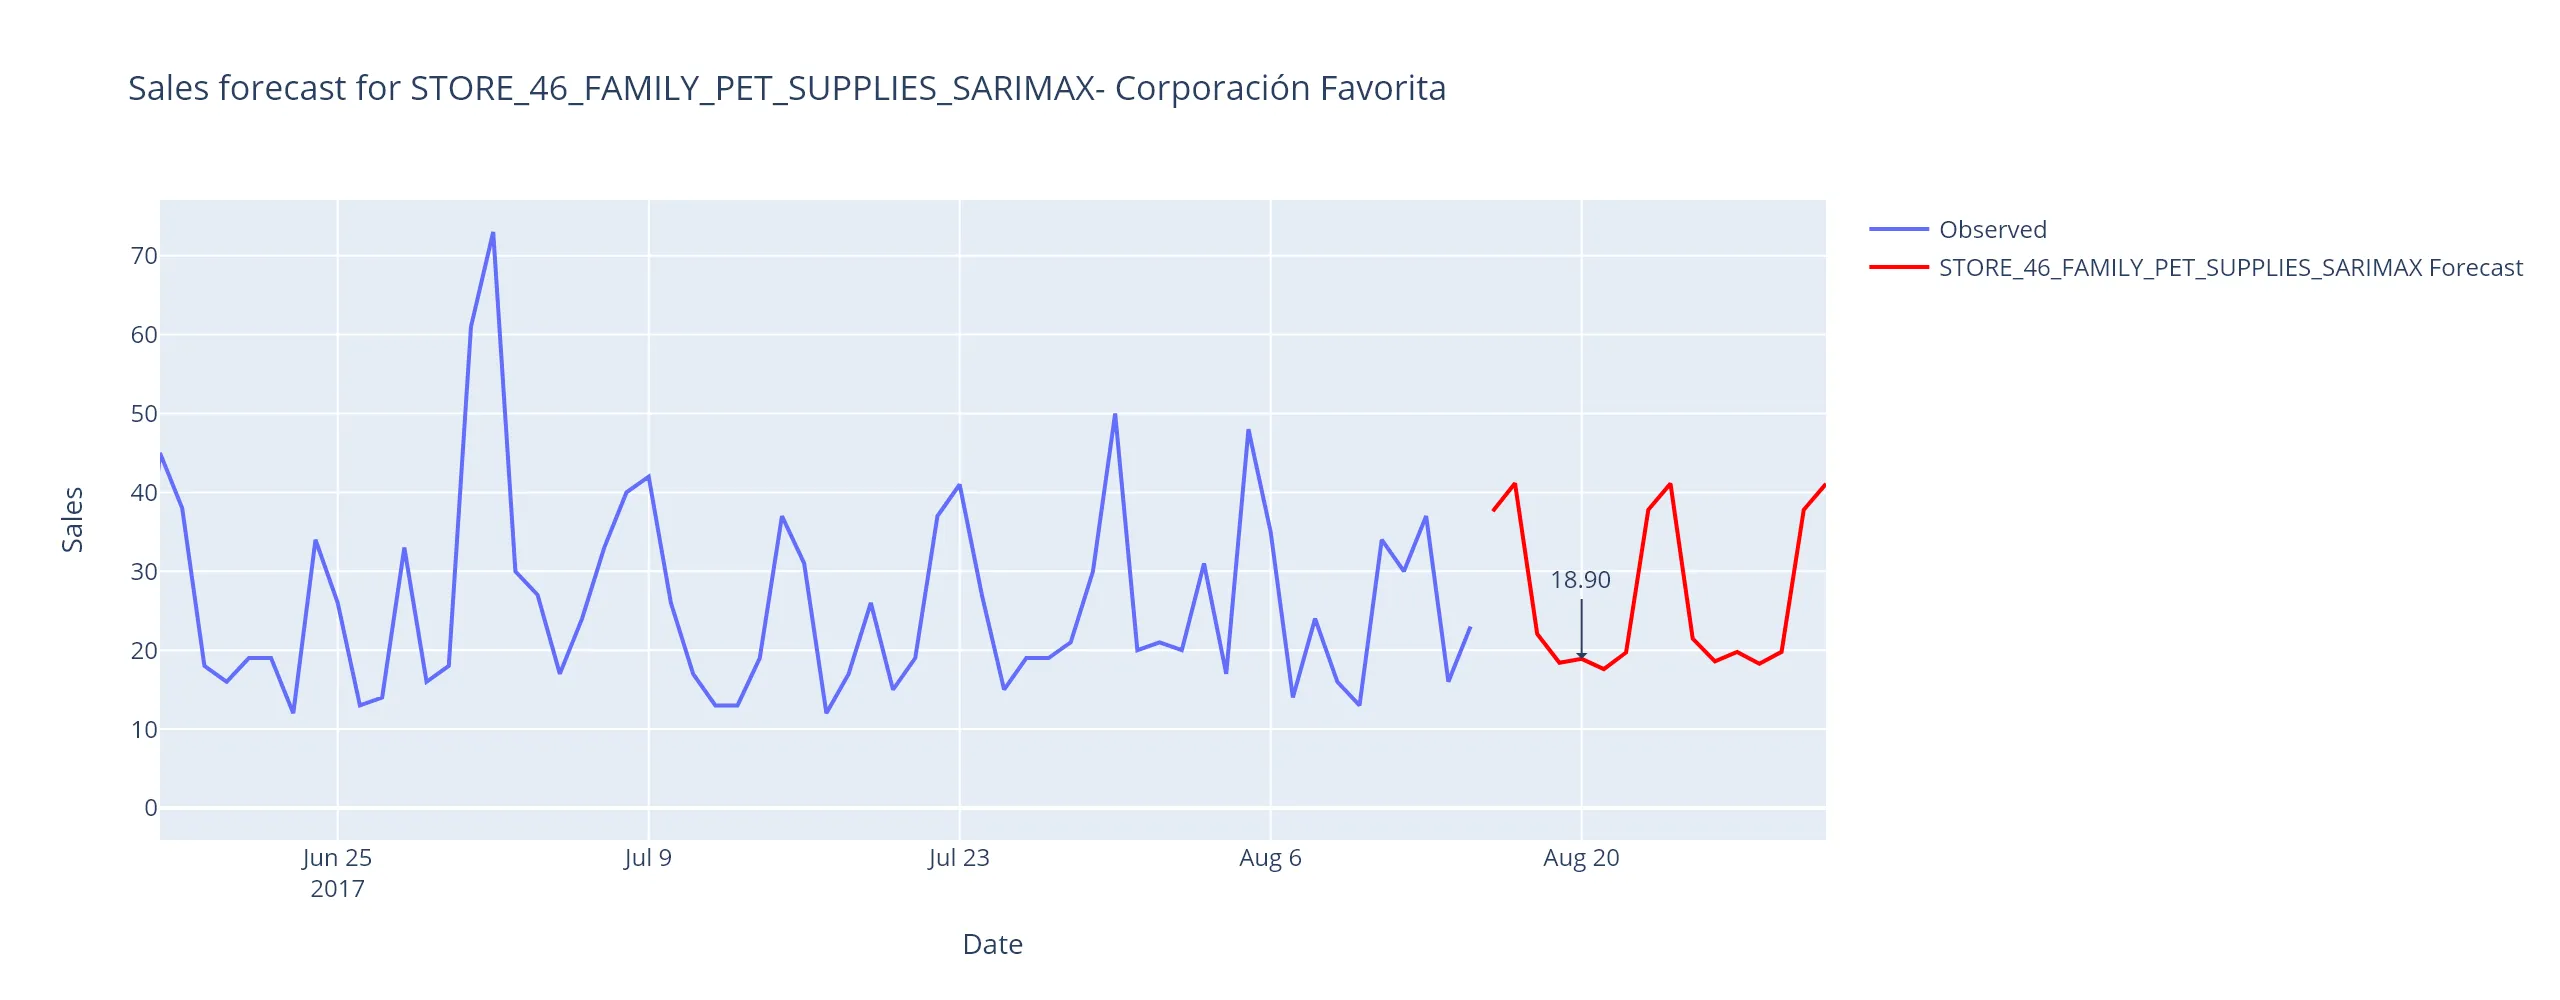 Sales forecast for STORE_46_FAMILY_PET_SUPPLIES_SARIMAX- Corporación Favorita
Observed
STORE_46_FAMILY_PET_SUPPLIES_SARIMAX Forecast
70
60
50
40
30
20
10
0
Sales
18.90
Jun 25
2017
Jul 9
Jul 23
Aug 6
Aug 20
Date